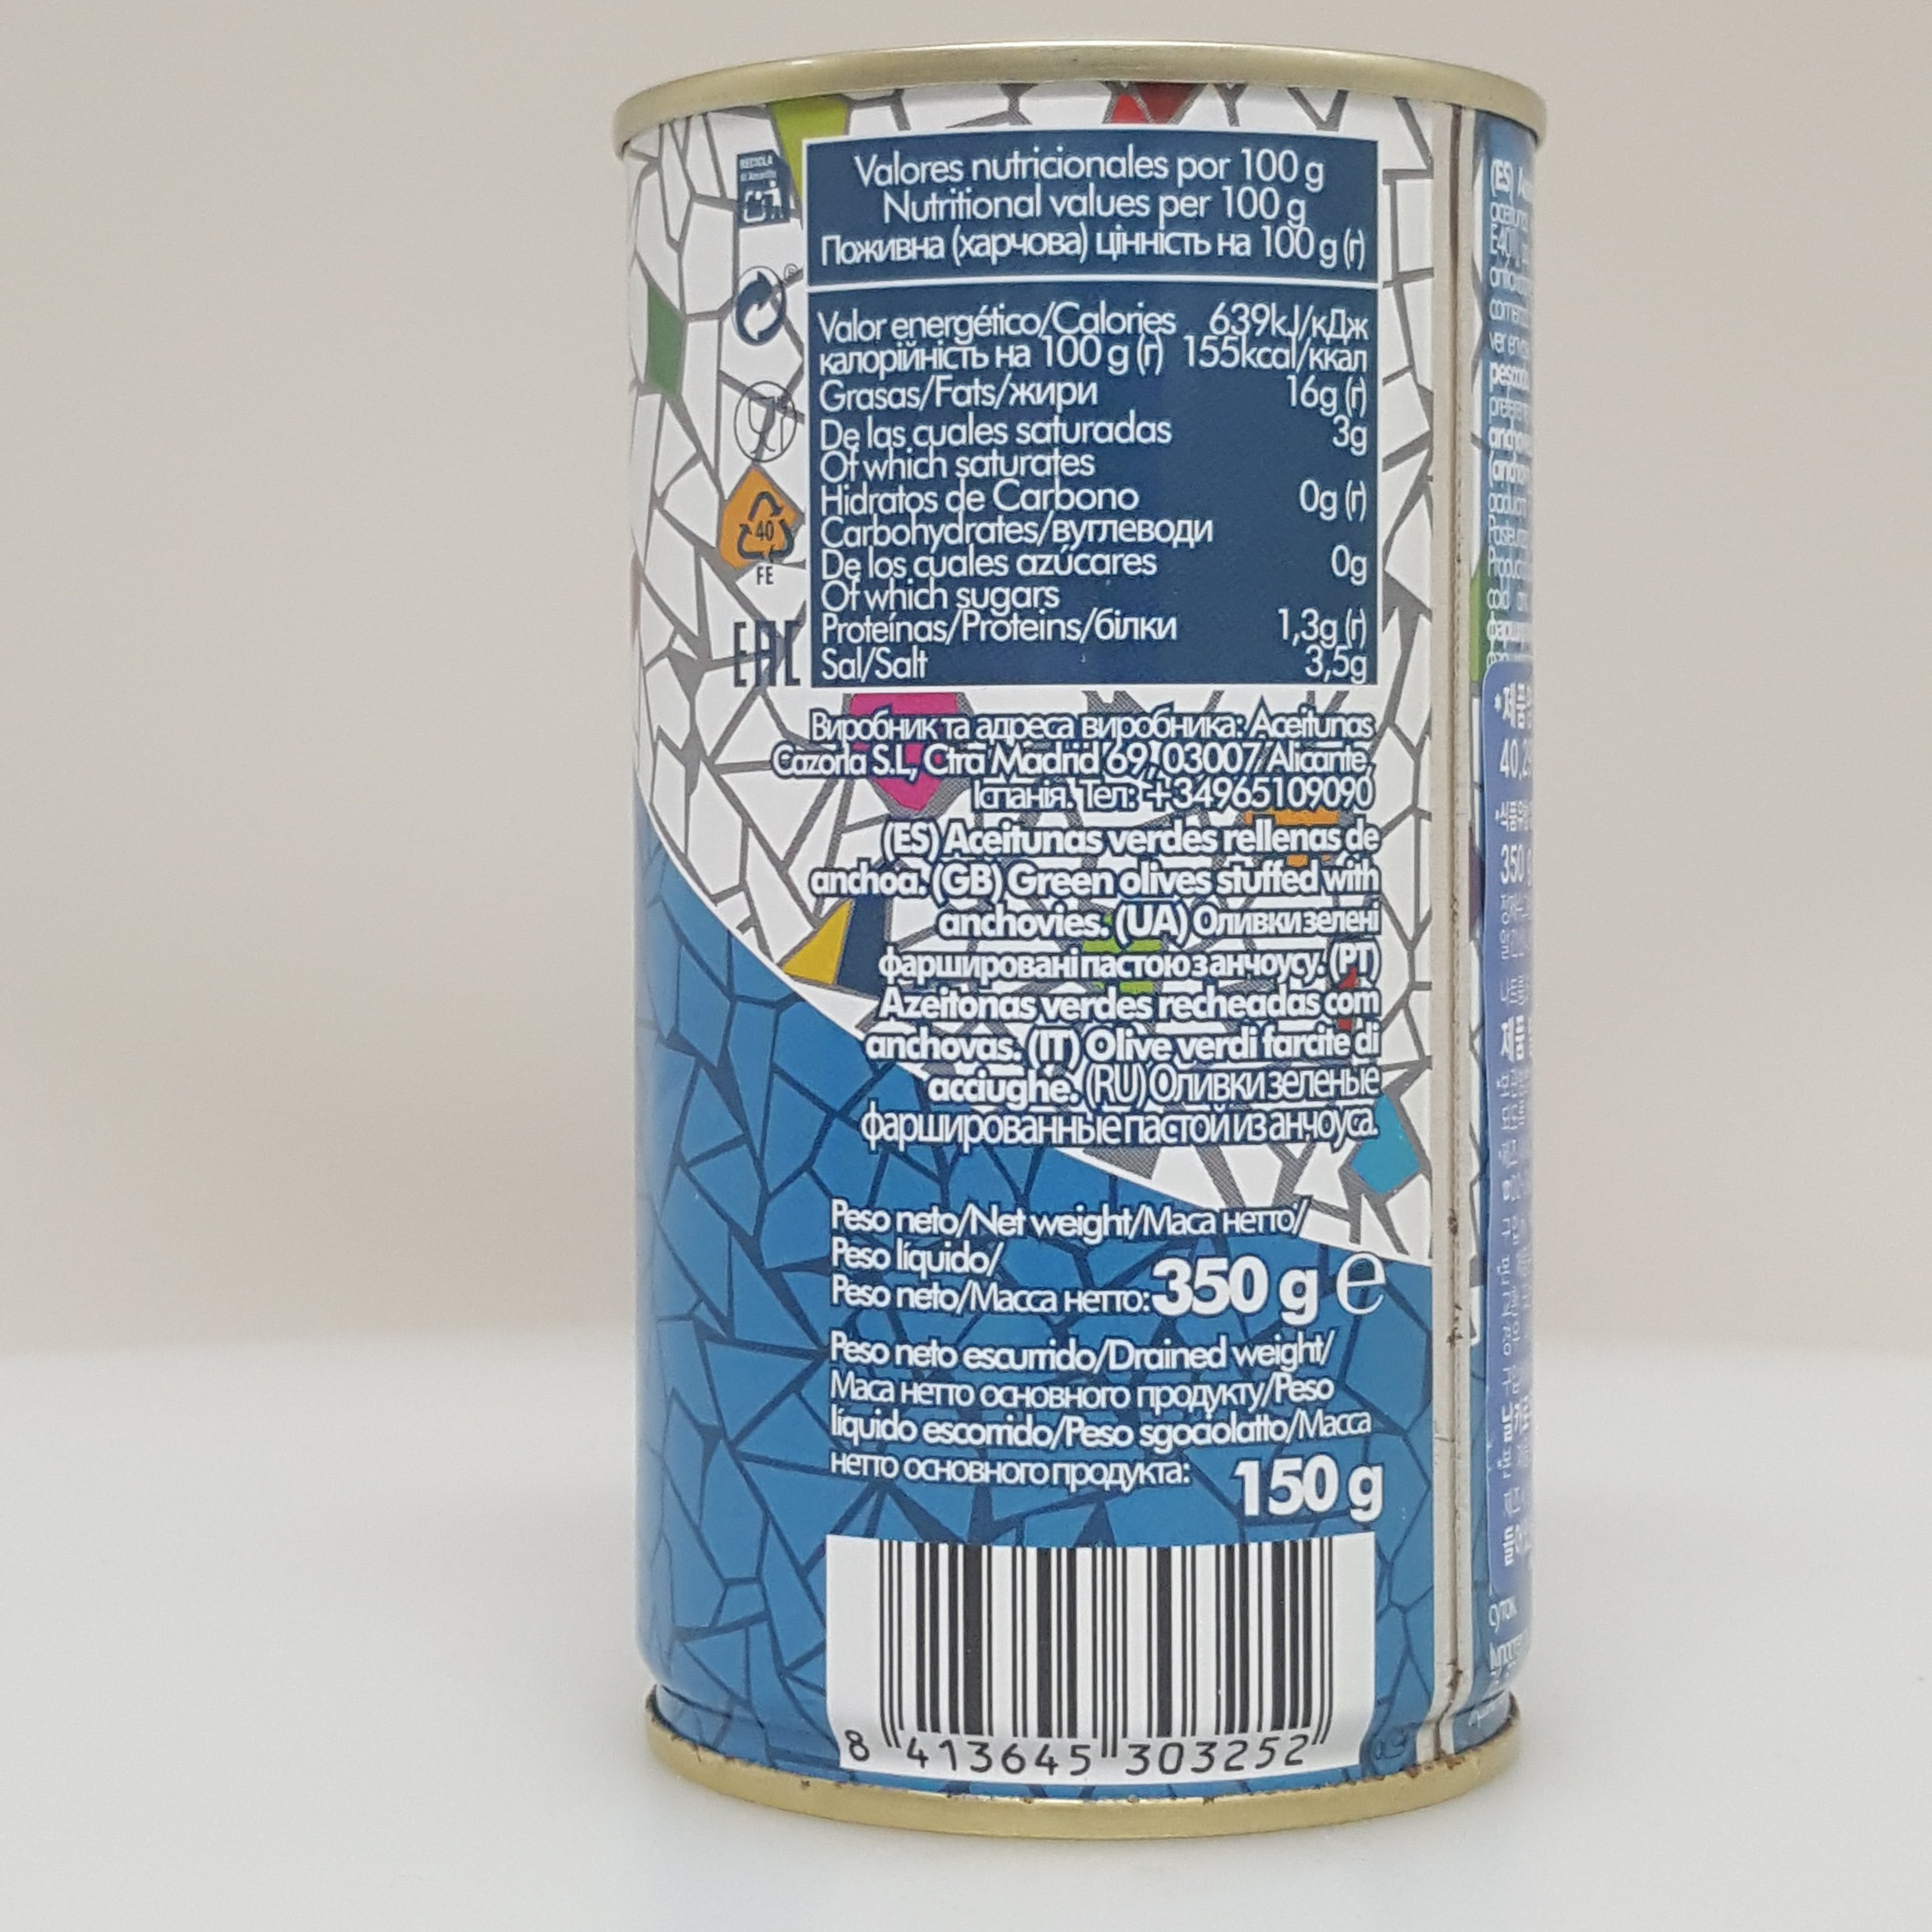 RECICLA
Valores nutricionales por 100 g
Nutritional values per 100 g
Поживна (харчова) цінність на 100 g (г)
Valor energético/Calories 639kJ/кДж
калорійність на 100 g (г) 155kcal/ккал
Grasas/Fats/жири 16g (г)
De las cuales saturadas 3g
Of which saturates
Hidratos de Carbono 0g (г)
Carbohydrates/вуглеводи
De los cuales azúcares 0g
Of which sugars
Proteínas/Proteins/білки 1,3g (г)
Sal/Salt 3,5g
40
FE
EAC
Виробник та адреса виробника: Aceitunas
Cazorla S.L, Ctra Madrid 69, 03007 Alicante,
Іспанія. Тел: +34965109090
(ES) Aceitunas verdes rellenas de
anchoa. (GB) Green olives stuffed with
anchovies. (UA) Оливки зелені
фаршировані пастою з анчоусу. (PT)
Azeitonas verdes recheadas com
anchovas. (IT) Olive verdi farcite di
acciughe. (RU) Оливки зеленые
фаршированные пастой из анчоуса.
Peso neto/Net weight/Маса нетто/
Peso líquido/
Peso neto/Масса нетто: 350 g e
Peso neto escurrido/Drained weight/
Маса нетто основного продукту/Peso
líquido escorrido/Peso sgociolatto/Масса
нетто основного продукта: 150 g
8 413645 303252
(ES)
350
суток